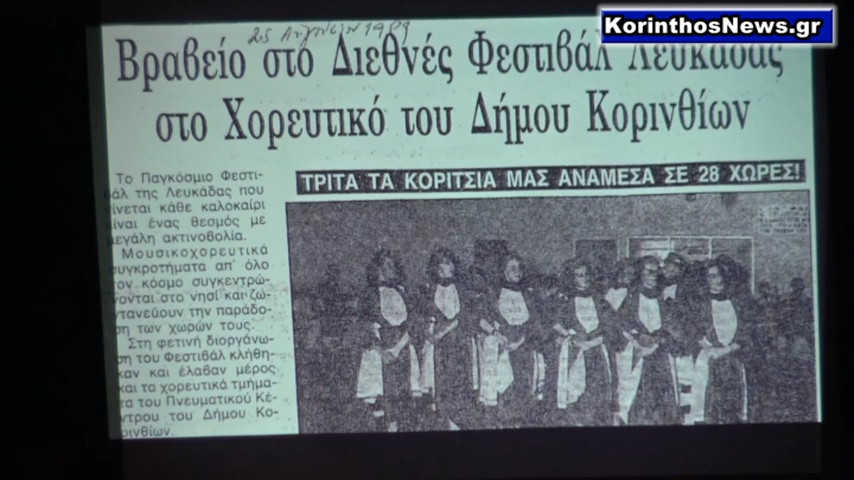 KorinthosNews.gr
25 Αυγούστου 1989
Βραβείο στο Διεθνές Φεστιβάλ Λευκάδας
στο Χορευτικό του Δήμου Κορινθίων
ΤΡΙΤΑ ΤΑ ΚΟΡΙΤΣΙΑ ΜΑΣ ΑΝΑΜΕΣΑ ΣΕ 28 ΧΩΡΕΣ!
Το Παγκόσμιο Φεστι-
βάλ της Λευκάδας που
γίνεται κάθε καλοκαίρι
είναι ένας θεσμός με
μεγάλη ακτινοβολία.
Μουσικοχορευτικά
συγκροτήματα απ' όλο
τον κόσμο συγκεντρώ-
νονται στο νησί και ζω-
ντανεύουν την παράδο-
ση των χωρών τους.
Στη φετινή διοργάνω-
ση του Φεστιβάλ κλήθη-
καν και έλαβαν μέρος
και τα χορευτικά τμήμα-
τα του Πνευματικού Κέ-
ντρου του Δήμου Κο-
ρινθίων.